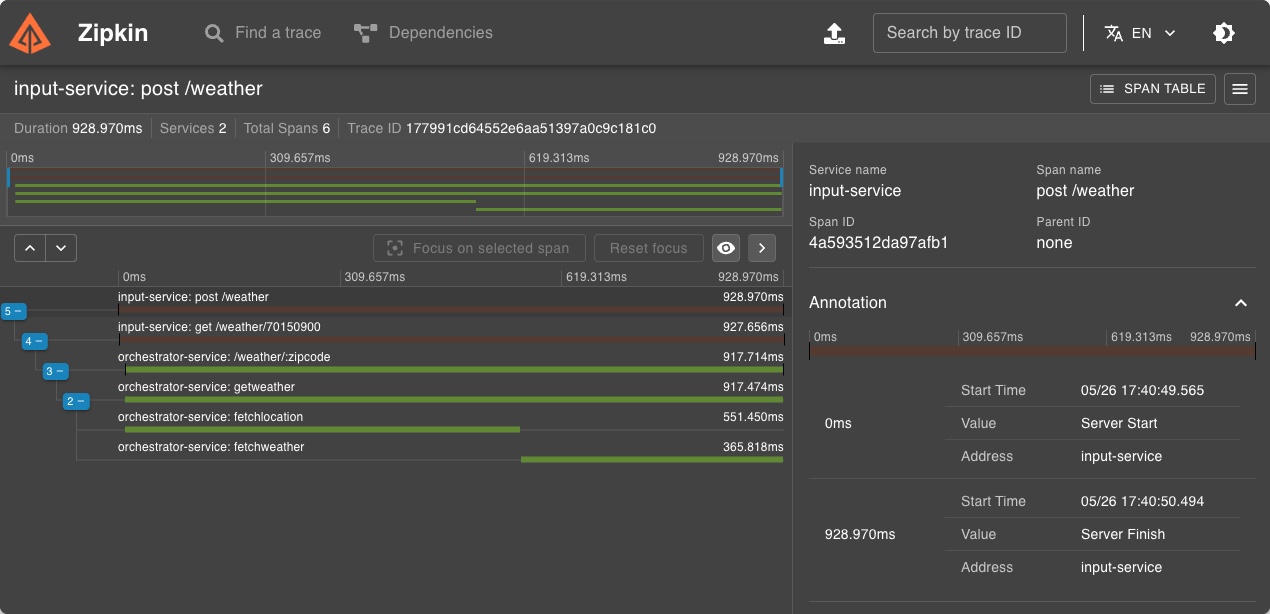 Zipkin
Find a trace
Dependencies
Search by trace ID
EN
input-service: post /weather
SPAN TABLE
Duration 928.970ms
Services 2
Total Spans 6
Trace ID 177991cd64552e6aa51397a0c9c181c0
0ms 309.657ms 619.313ms 928.970ms
Focus on selected span
Reset focus
0ms 309.657ms 619.313ms 928.970ms
input-service: post /weather 928.970ms
5 −
input-service: get /weather/70150900 927.656ms
4 −
orchestrator-service: /weather/:zipcode 917.714ms
3 −
orchestrator-service: getweather 917.474ms
2 −
orchestrator-service: fetchlocation 551.450ms
orchestrator-service: fetchweather 365.818ms
Service name Span name
input-service post /weather
Span ID Parent ID
4a593512da97afb1 none
Annotation
0ms 309.657ms 619.313ms 928.970ms
Start Time 05/26 17:40:49.565
0ms Value Server Start
Address input-service
Start Time 05/26 17:40:50.494
928.970ms Value Server Finish
Address input-service